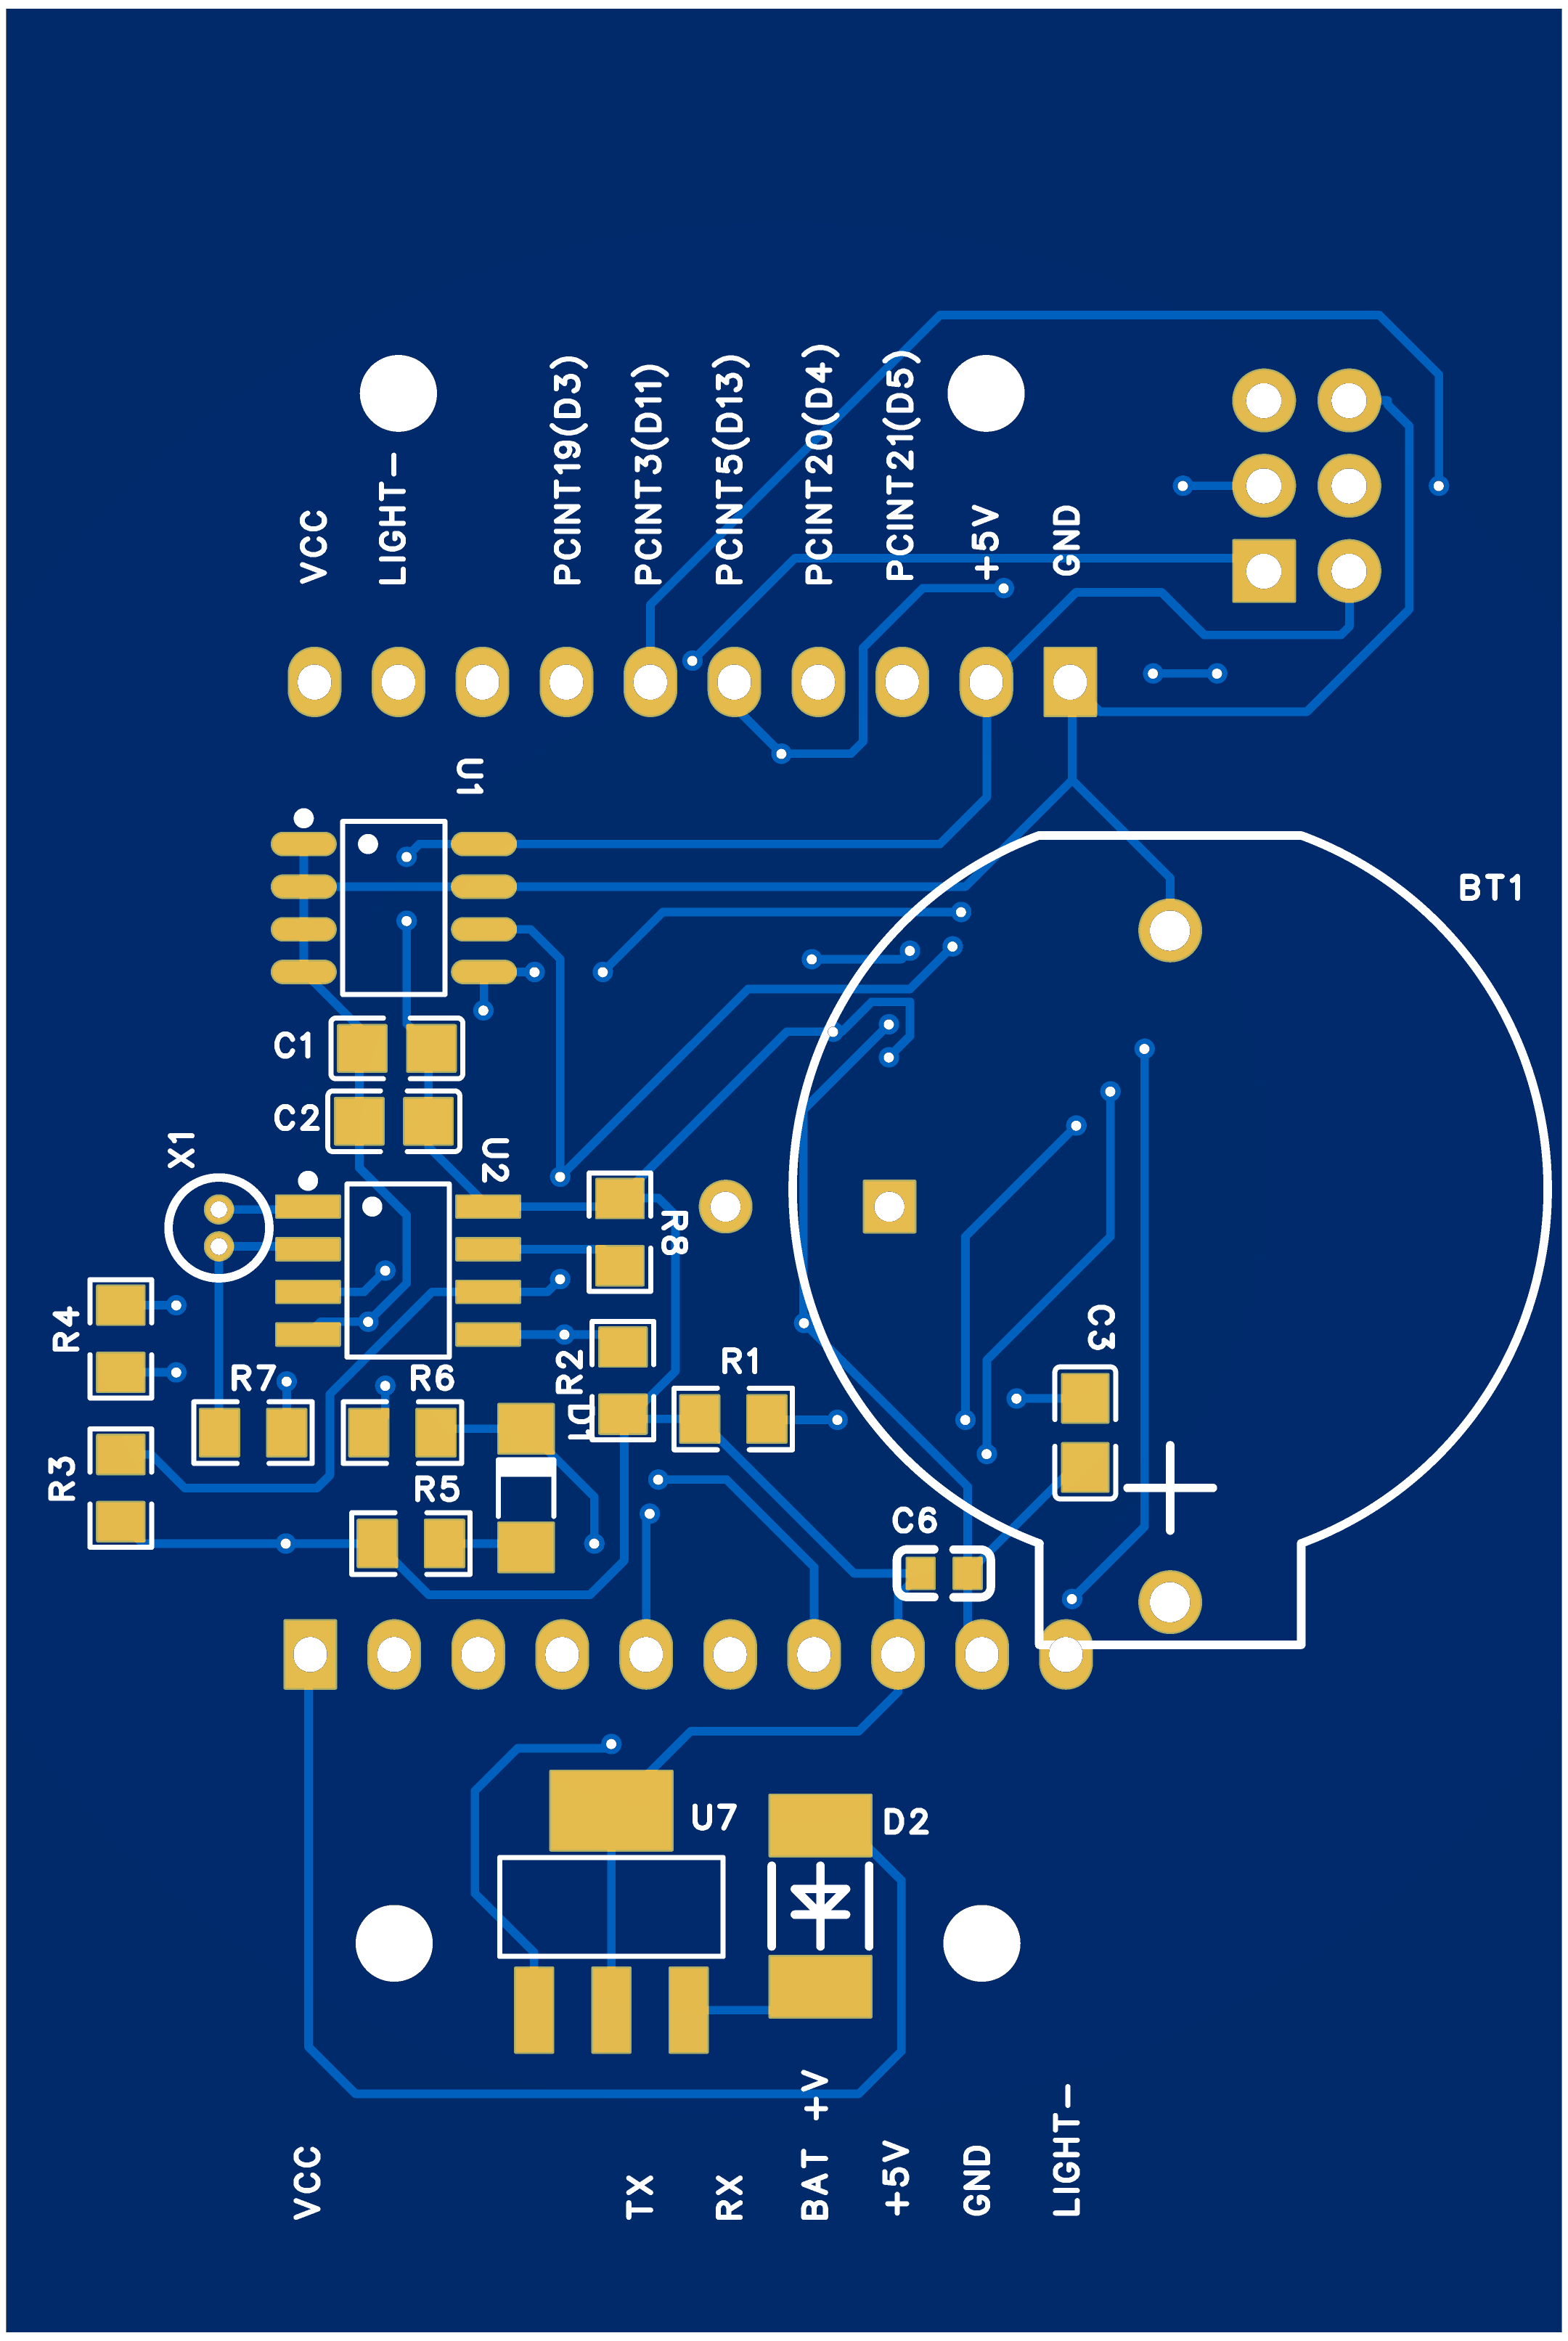 VCC
LIGHT-
PCINT19(D3)
PCINT3(D11)
PCINT5(D13)
PCINT20(D4)
PCINT21(D5)
+5V
GND
U1
BT1
C1
C2
X1
U2
R8
R4
R2
R1
C3
R7
R6
D1
R3
R5
C6
U7
D2
VCC
TX
RX
BAT +V
+5V
GND
LIGHT-